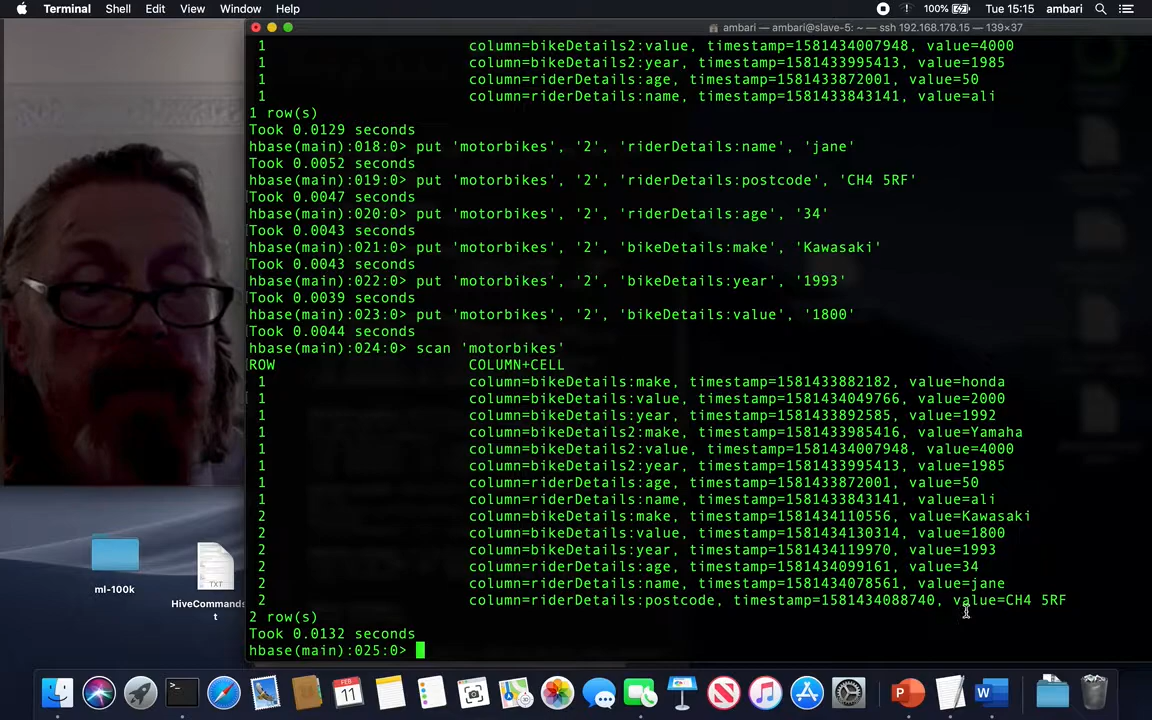 Terminal Shell Edit View Window Help 100% Tue 15:15 ambari
ambari — ambari@slave-5: ~ — ssh 192.168.178.15 — 139×37
1 column=bikeDetails2:value, timestamp=1581434007948, value=4000
1 column=bikeDetails2:year, timestamp=1581433995413, value=1985
1 column=riderDetails:age, timestamp=1581433872001, value=50
1 column=riderDetails:name, timestamp=1581433843141, value=ali
1 row(s)
Took 0.0129 seconds
hbase(main):018:0> put 'motorbikes', '2', 'riderDetails:name', 'jane'
Took 0.0052 seconds
hbase(main):019:0> put 'motorbikes', '2', 'riderDetails:postcode', 'CH4 5RF'
Took 0.0047 seconds
hbase(main):020:0> put 'motorbikes', '2', 'riderDetails:age', '34'
Took 0.0043 seconds
hbase(main):021:0> put 'motorbikes', '2', 'bikeDetails:make', 'Kawasaki'
Took 0.0043 seconds
hbase(main):022:0> put 'motorbikes', '2', 'bikeDetails:year', '1993'
Took 0.0039 seconds
hbase(main):023:0> put 'motorbikes', '2', 'bikeDetails:value', '1800'
Took 0.0044 seconds
hbase(main):024:0> scan 'motorbikes'
ROW COLUMN+CELL
1 column=bikeDetails:make, timestamp=1581433882182, value=honda
1 column=bikeDetails:value, timestamp=1581434049766, value=2000
1 column=bikeDetails:year, timestamp=1581433892585, value=1992
1 column=bikeDetails2:make, timestamp=1581433985416, value=Yamaha
1 column=bikeDetails2:value, timestamp=1581434007948, value=4000
1 column=bikeDetails2:year, timestamp=1581433995413, value=1985
1 column=riderDetails:age, timestamp=1581433872001, value=50
1 column=riderDetails:name, timestamp=1581433843141, value=ali
2 column=bikeDetails:make, timestamp=1581434110556, value=Kawasaki
2 column=bikeDetails:value, timestamp=1581434130314, value=1800
2 column=bikeDetails:year, timestamp=1581434119970, value=1993
2 column=riderDetails:age, timestamp=1581434099161, value=34
2 column=riderDetails:name, timestamp=1581434078561, value=jane
2 column=riderDetails:postcode, timestamp=1581434088740, value=CH4 5RF
2 row(s)
Took 0.0132 seconds
hbase(main):025:0>
ml-100k
TXT
HiveCommands.t
t
FEB
11